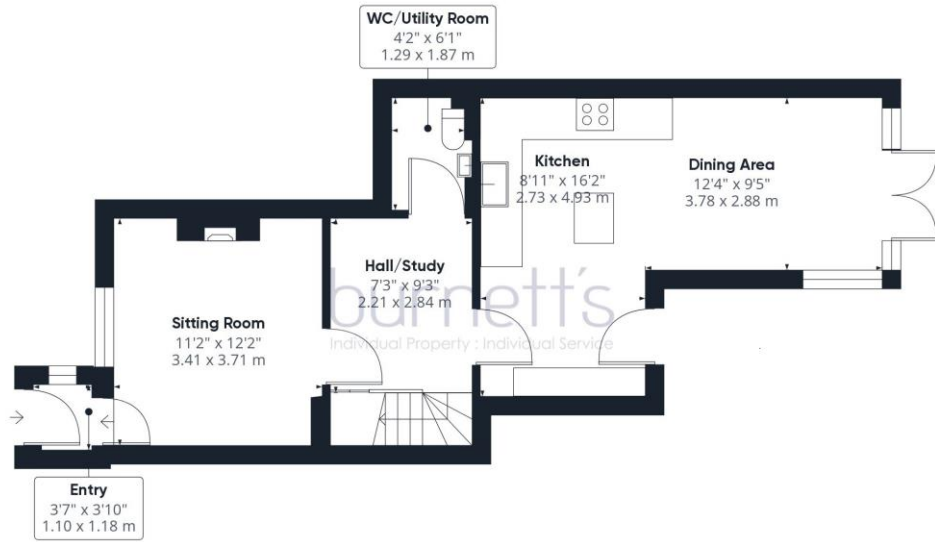 WC/Utility Room
4'2" x 6'1"
1.29 x 1.87 m
Kitchen
8'11" x 16'2"
2.73 x 4.93 m
Dining Area
12'4" x 9'5"
3.78 x 2.88 m
Hall/Study
7'3" x 9'3"
2.21 x 2.84 m
burnett's
Individual Property : Individual Service
Sitting Room
11'2" x 12'2"
3.41 x 3.71 m
Entry
3'7" x 3'10"
1.10 x 1.18 m